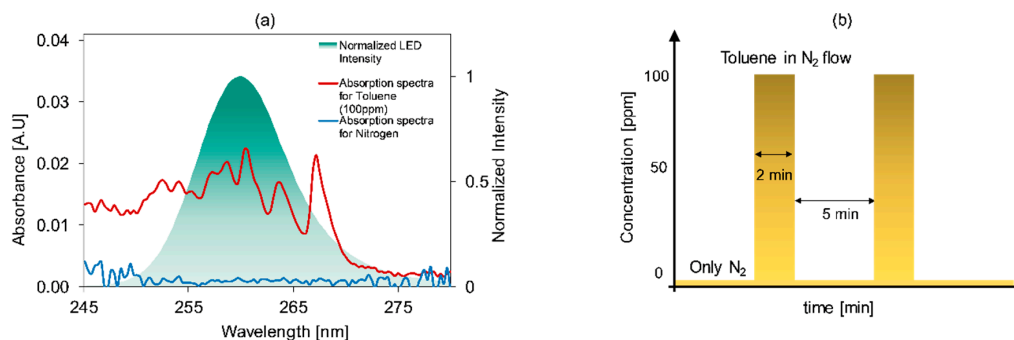 (a)
0.04
0.03
0.02
0.01
0.00
Absorbance [A.U]
245
255
265
275
Wavelength [nm]
1
0.5
0
Normalized Intensity
Normalized LED
Intensity
Absorption spectra
for Toluene
(100ppm)
Absorption spectra
for Nitrogen
(b)
Toluene in N₂ flow
100
50
0
Concentration [ppm]
2 min
5 min
Only N₂
time [min]